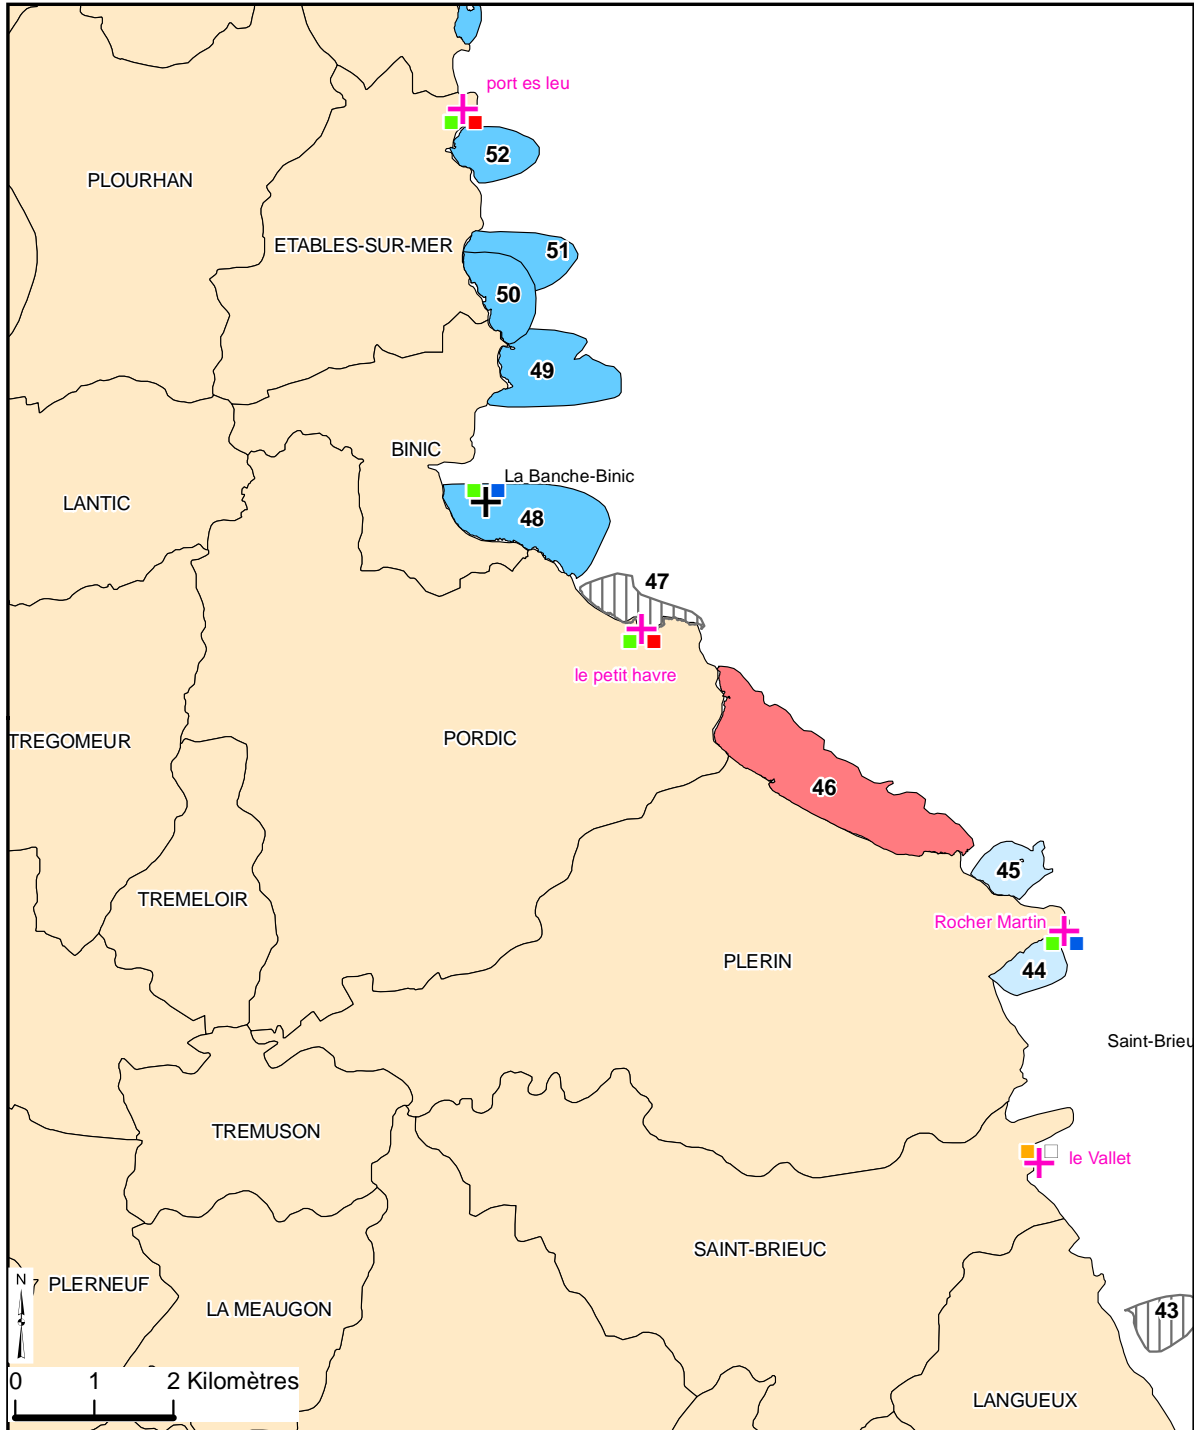 port es leu
52
PLOURHAN
ETABLES-SUR-MER
51
50
49
BINIC
La Banche-Binic
LANTIC
48
47
le petit havre
TREGOMEUR
PORDIC
46
45
TREMELOIR
Rocher Martin
PLERIN
44
Saint-Brieu
TREMUSON
le Vallet
SAINT-BRIEUC
N
PLERNEUF
LA MEAUGON
43
0 1 2 Kilomètres
LANGUEUX